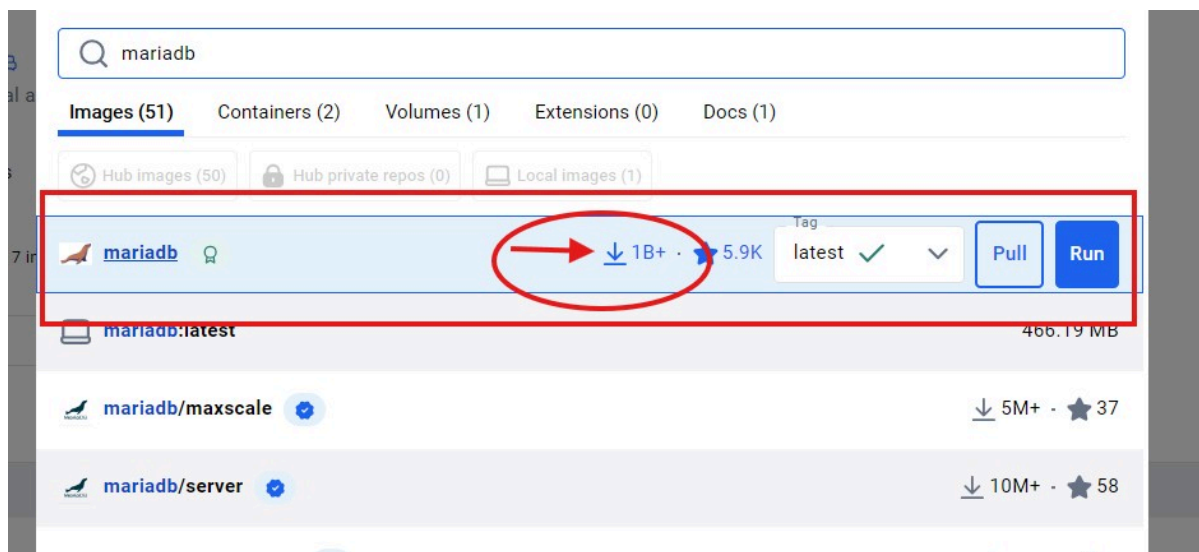 mariadb
Images (51) Containers (2) Volumes (1) Extensions (0) Docs (1)
Hub images (50) Hub private repos (0) Local images (1)
Tag
mariadb 1B+ · 5.9K latest Pull Run
mariadb:latest 466.19 MB
mariadb/maxscale 5M+ · 37
mariadb/server 10M+ · 58